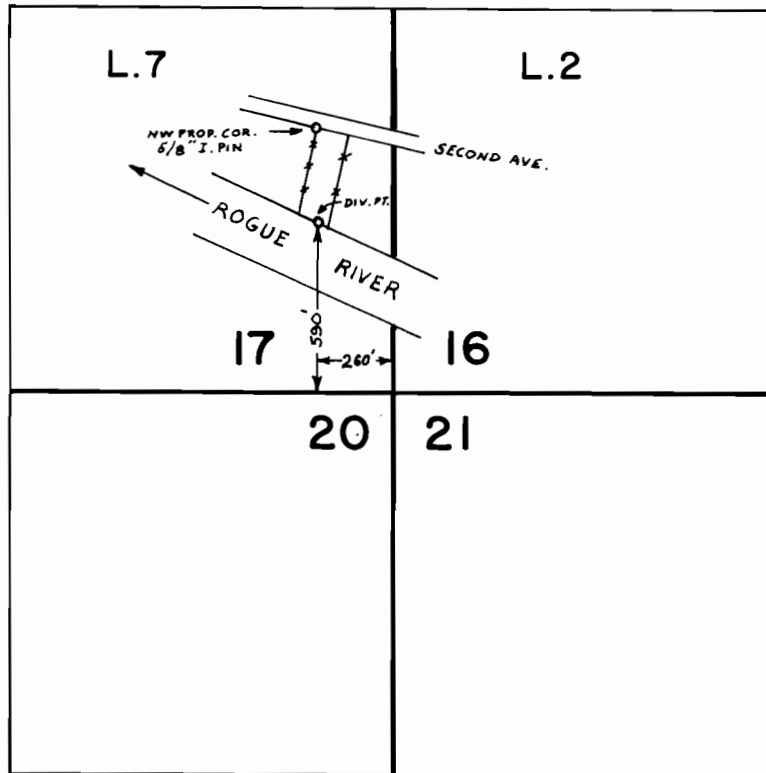 L.7
L.2
NW PROP. COR.
5/8" I. PIN
SECOND AVE.
DIV. PT.
ROGUE RIVER
590'
260'
17
16
20
21